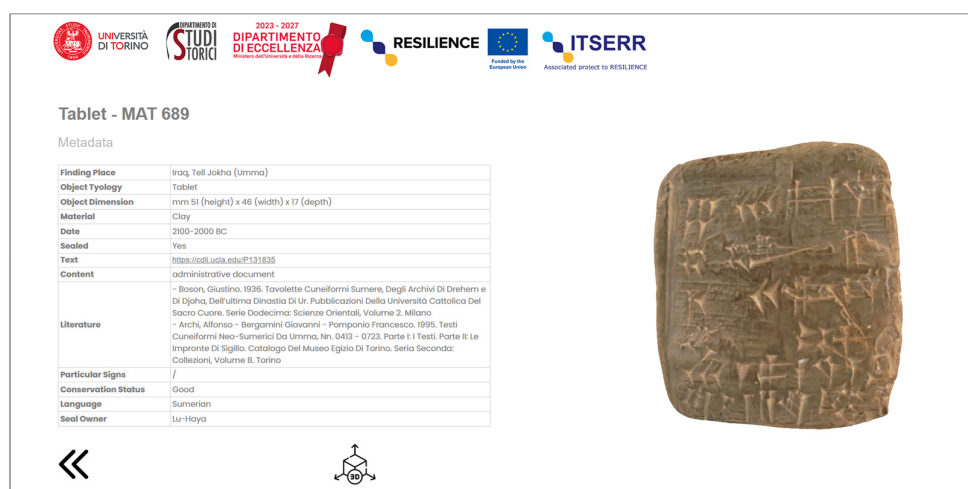 UNIVERSITÀ
DI TORINO
DIPARTIMENTO DI
STUDI
STORICI
2023 - 2027
DIPARTIMENTO
DI ECCELLENZA
Ministero dell'Università e della Ricerca
RESILIENCE
Funded by the
European Union
ITSERR
Associated protect to RESILIENCE
Tablet - MAT 689
Metadata
Finding Place Iraq, Tell Jokha (Umma)
Object Tyology Tablet
Object Dimension mm 51 (height) x 46 (width) x 17 (depth)
Material Clay
Date 2100-2000 BC
Sealed Yes
Text https://cdli.ucla.edu/P131835
Content administrative document
Literature
- Boson, Giustino. 1936. Tavolette Cuneiformi Sumere, Degli Archivi Di Drehem e
Di Djoha, Dell'ultima Dinastia Di Ur. Pubblicazioni Della Università Cattolica Del
Sacro Cuore. Serie Dodecima: Scienze Orientali, Volume 2. Milano
- Archi, Alfonso - Bergamini Giovanni - Pomponio Francesco. 1995. Testi
Cuneiformi Neo-Sumerici Da Umma, Nn. 0413 - 0723. Parte I: I Testi. Parte II: Le
Impronte Di Sigillo. Catalogo Del Museo Egizio Di Torino. Seria Seconda:
Collezioni, Volume 8. Torino
Particular Signs /
Conservation Status Good
Language Sumerian
Seal Owner Lu-Haya
3D